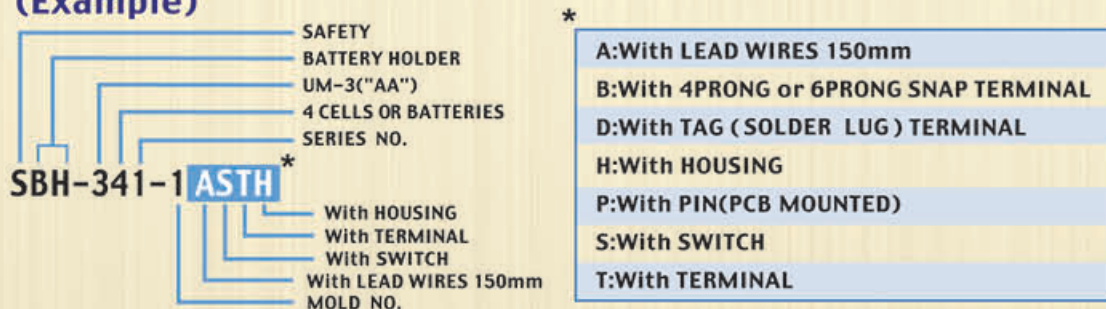 (Example)
SAFETY
BATTERY HOLDER
UM-3("AA")
4 CELLS OR BATTERIES
SERIES NO.
SBH-341-1 ASTH*
With HOUSING
With TERMINAL
With SWITCH
With LEAD WIRES 150mm
MOLD NO.
*
A:With LEAD WIRES 150mm
B:With 4PRONG or 6PRONG SNAP TERMINAL
D:With TAG (SOLDER LUG) TERMINAL
H:With HOUSING
P:With PIN(PCB MOUNTED)
S:With SWITCH
T:With TERMINAL